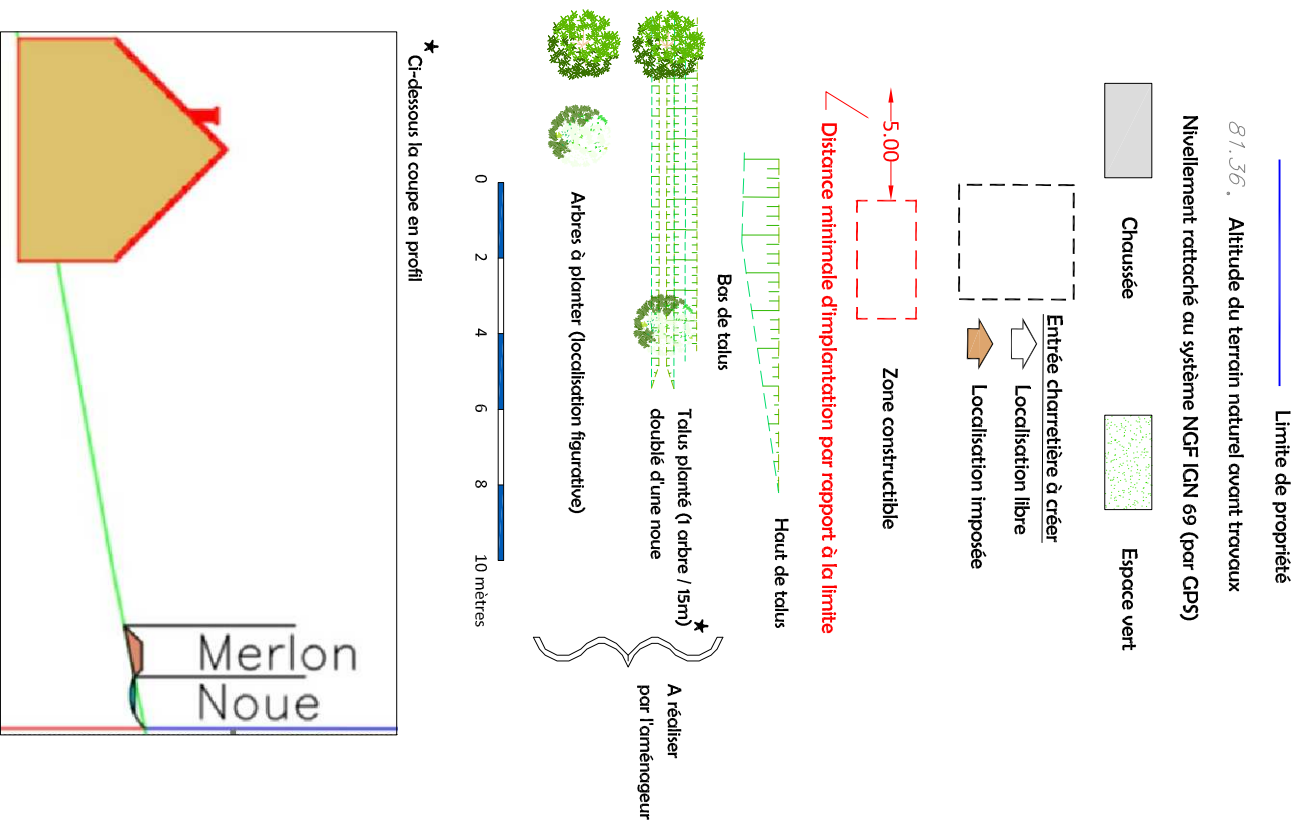 Limite de propriété
81.36. Altitude du terrain naturel avant travaux
Nivellement rattaché au système NGF IGN 69 (par GPS)
Chaussée
Espace vert
Entrée charretière à créer
Localisation libre
Localisation imposée
5.00
Zone constructible
Distance minimale d'implantation par rapport à la limite
Haut de talus
Bas de talus
Talus planté (1 arbre / 15m)
doublé d'une noue
Arbres à planter (localisation figurative)
A réaliser
par l'aménageur
0 2 4 6 8 10 mètres
Ci-dessous la coupe en profil
Merlon
Noue